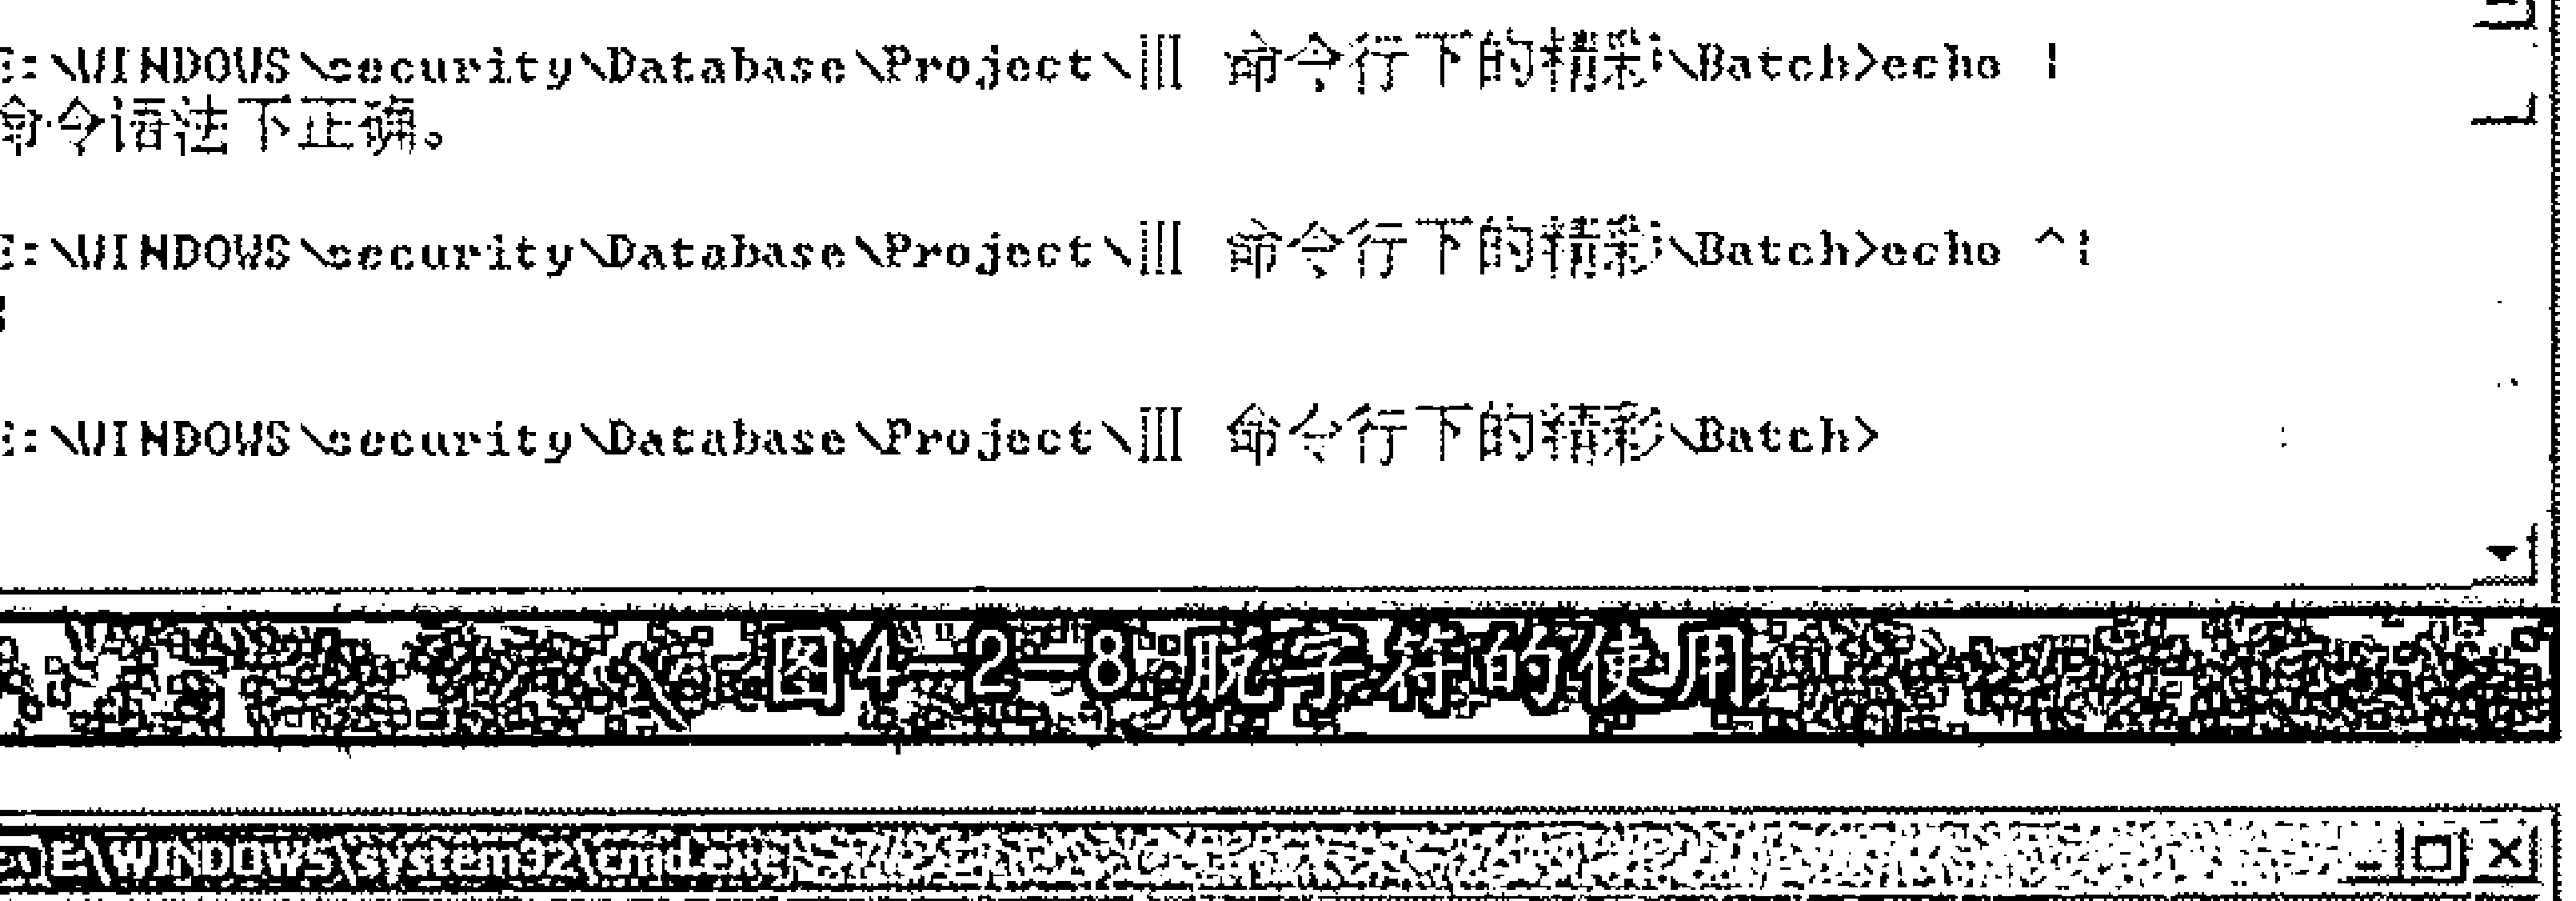 E:\WINDOWS\security\Database\Project\III 命令行下的精彩\Batch>echo |
命令语法不正确。
E:\WINDOWS\security\Database\Project\III 命令行下的精彩\Batch>echo ^|
|
E:\WINDOWS\security\Database\Project\III 命令行下的精彩\Batch>
图4-2-8 脱字符的使用
E:\WINDOWS\system32\cmd.exe